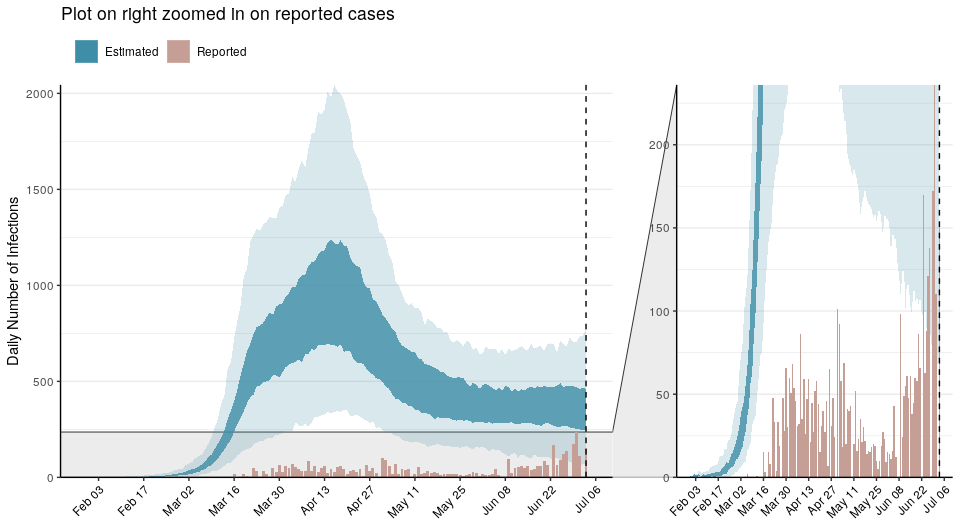 Plot on right zoomed in on reported cases
Estimated Reported
Daily Number of Infections
2000
1500
1000
500
0
Feb 03 Feb 17 Mar 02 Mar 16 Mar 30 Apr 13 Apr 27 May 11 May 25 Jun 08 Jun 22 Jul 06
200
150
100
50
0
Feb 03 Feb 17 Mar 02 Mar 16 Mar 30 Apr 13 Apr 27 May 11 May 25 Jun 08 Jun 22 Jul 06